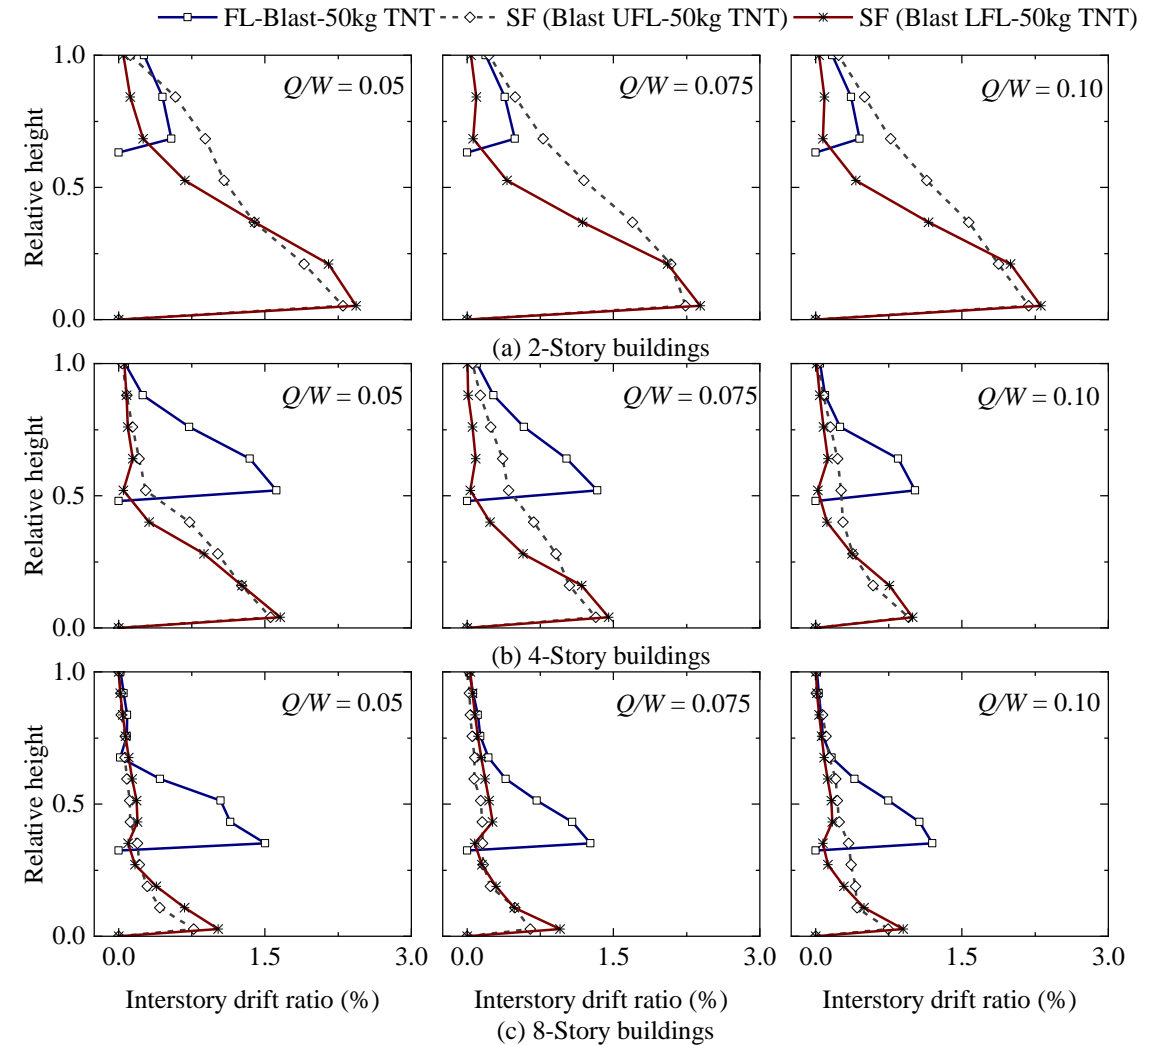 FL-Blast-50kg TNT SF (Blast UFL-50kg TNT) SF (Blast LFL-50kg TNT)
1.0
0.5
0.0
Relative height
Q/W = 0.05
Q/W = 0.075
Q/W = 0.10
(a) 2-Story buildings
1.0
0.5
0.0
Relative height
Q/W = 0.05
Q/W = 0.075
Q/W = 0.10
(b) 4-Story buildings
1.0
0.5
0.0
Relative height
Q/W = 0.05
Q/W = 0.075
Q/W = 0.10
0.0 1.5 3.0 0.0 1.5 3.0 0.0 1.5 3.0
Interstory drift ratio (%) Interstory drift ratio (%) Interstory drift ratio (%)
(c) 8-Story buildings